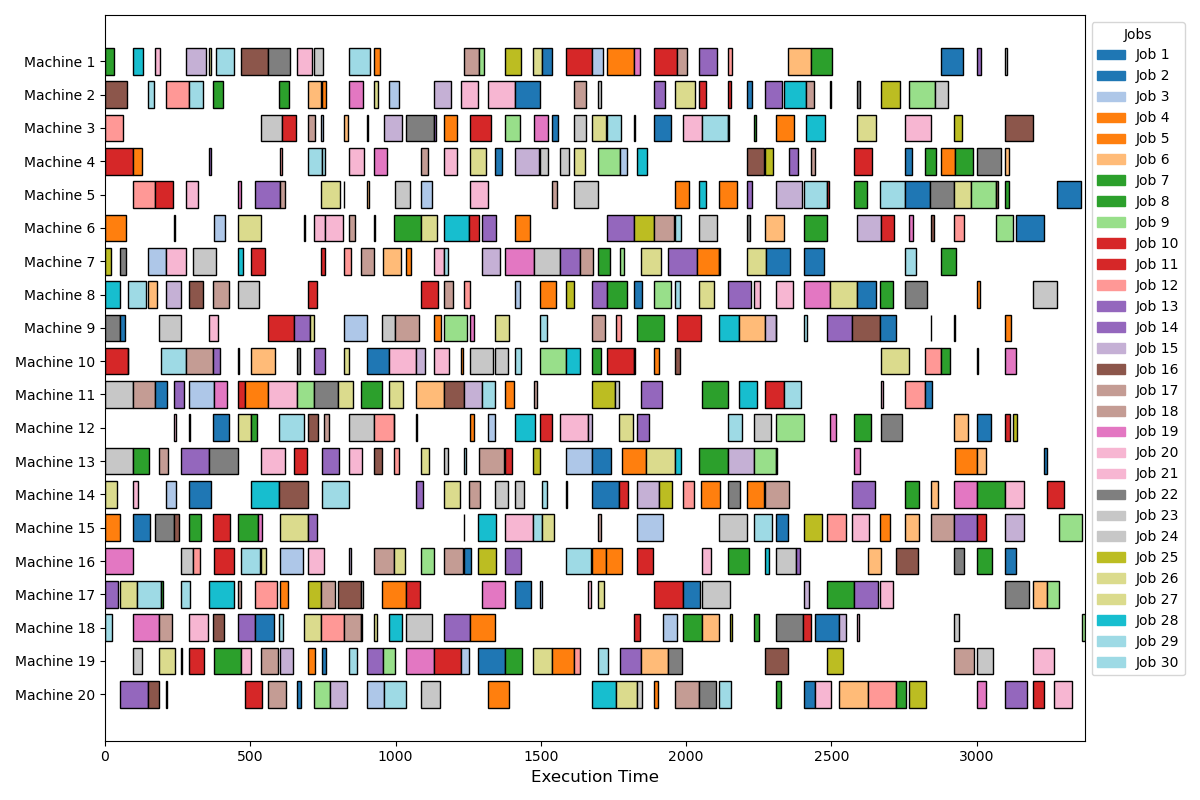 Machine 1
Machine 2
Machine 3
Machine 4
Machine 5
Machine 6
Machine 7
Machine 8
Machine 9
Machine 10
Machine 11
Machine 12
Machine 13
Machine 14
Machine 15
Machine 16
Machine 17
Machine 18
Machine 19
Machine 20
0 500 1000 1500 2000 2500 3000
Execution Time
Jobs
Job 1
Job 2
Job 3
Job 4
Job 5
Job 6
Job 7
Job 8
Job 9
Job 10
Job 11
Job 12
Job 13
Job 14
Job 15
Job 16
Job 17
Job 18
Job 19
Job 20
Job 21
Job 22
Job 23
Job 24
Job 25
Job 26
Job 27
Job 28
Job 29
Job 30